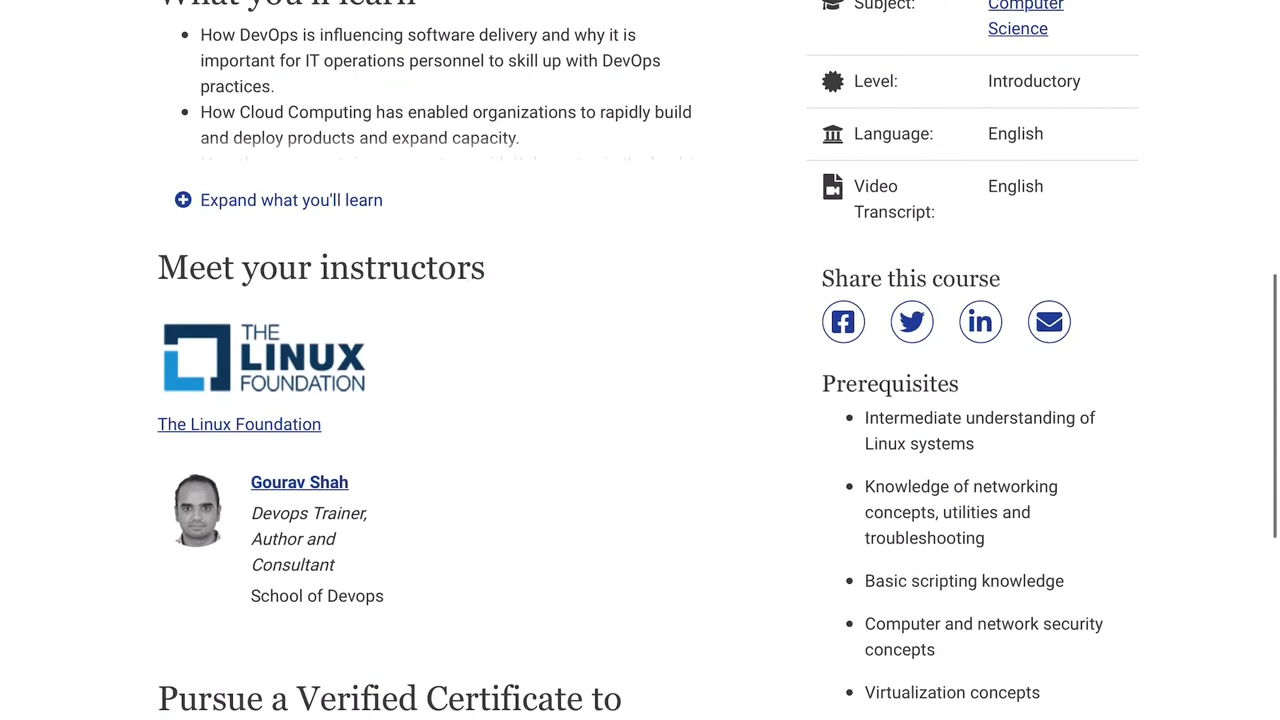 What you'll learn
How DevOps is influencing software delivery and why it is
important for IT operations personnel to skill up with DevOps
practices.
How Cloud Computing has enabled organizations to rapidly build
and deploy products and expand capacity.
Expand what you'll learn
Meet your instructors
THE
LINUX
FOUNDATION
The Linux Foundation
Gourav Shah
Devops Trainer,
Author and
Consultant
School of Devops
Pursue a Verified Certificate to
Subject:
Computer
Science
Level:
Introductory
Language:
English
Video
Transcript:
English
Share this course
Prerequisites
Intermediate understanding of
Linux systems
Knowledge of networking
concepts, utilities and
troubleshooting
Basic scripting knowledge
Computer and network security
concepts
Virtualization concepts